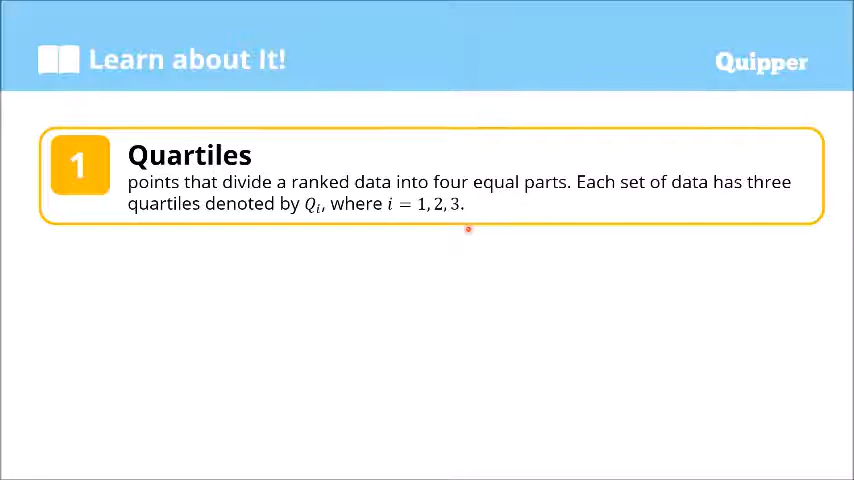 Learn about It!
Quipper
1
Quartiles
points that divide a ranked data into four equal parts. Each set of data has three
quartiles denoted by Qᵢ, where i = 1, 2, 3.